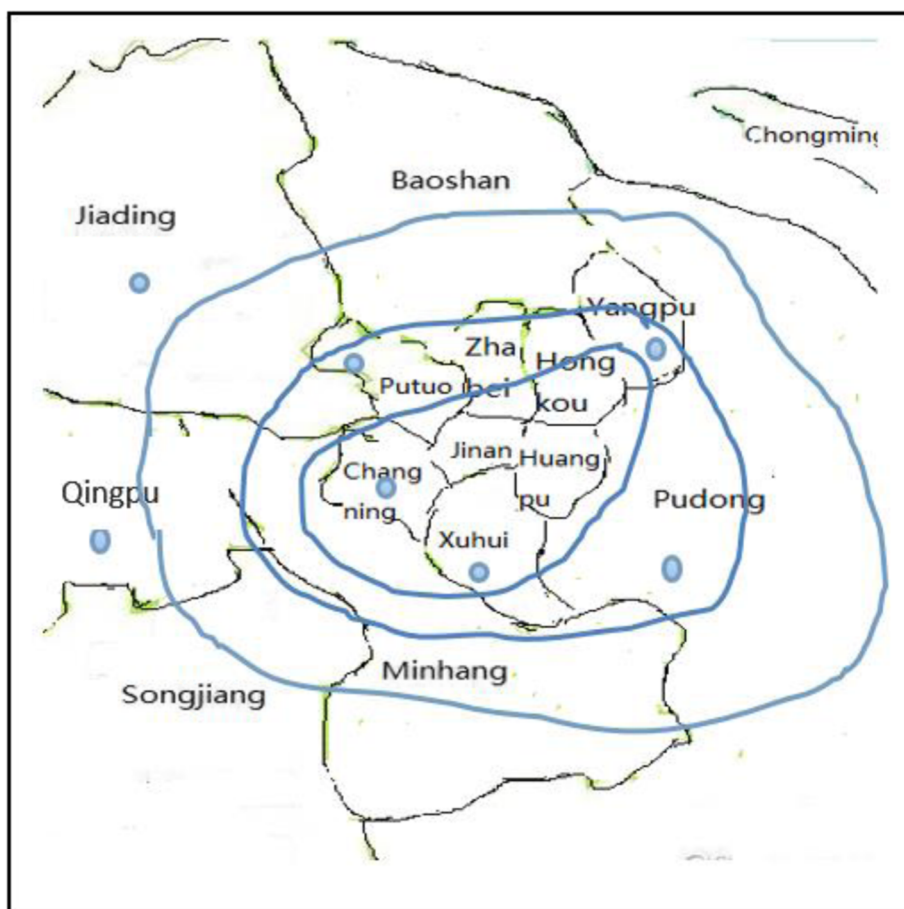 Chongming
Baoshan
Jiading
Yangpu
Zha
bei
Hong
kou
Putuo
Jinan
Huang
pu
Chang
ning
Qingpu
Pudong
Xuhui
Minhang
Songjiang